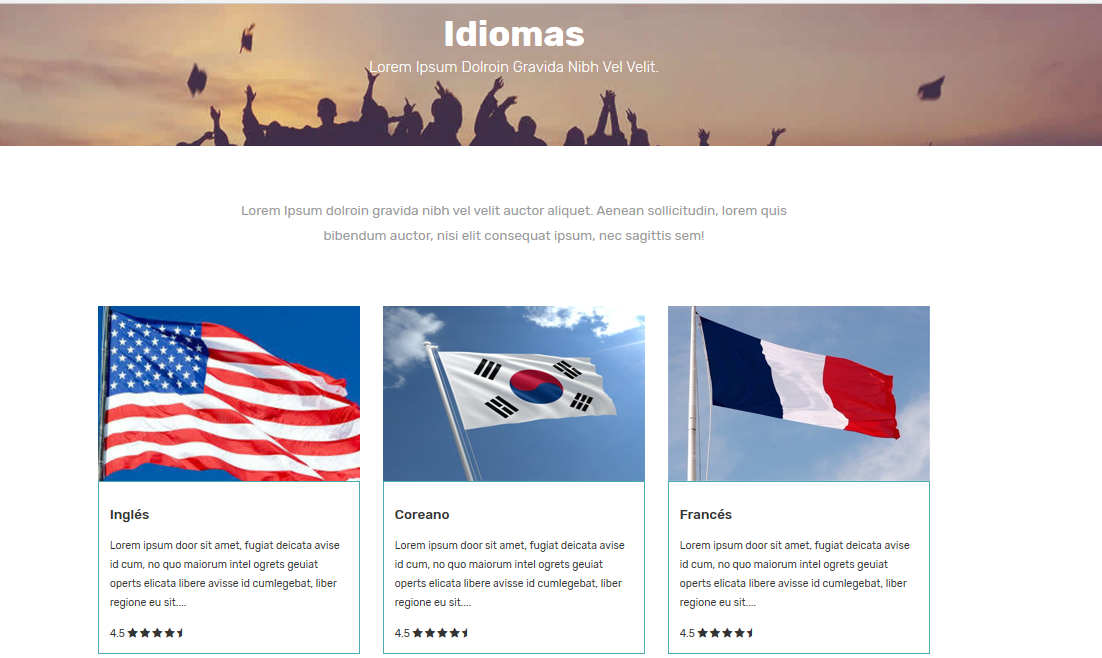 Idiomas
Lorem Ipsum Dolroin Gravida Nibh Vel Velit.
Lorem Ipsum dolroin gravida nibh vel velit auctor aliquet. Aenean sollicitudin, lorem quis
bibendum auctor, nisi elit consequat ipsum, nec sagittis sem!
Inglés
Lorem ipsum door sit amet, fugiat deicata avise
id cum, no quo maiorum intel ogrets geuiat
operts elicata libere avisse id cumlegebat, liber
regione eu sit....
4.5
Coreano
Lorem ipsum door sit amet, fugiat deicata avise
id cum, no quo maiorum intel ogrets geuiat
operts elicata libere avisse id cumlegebat, liber
regione eu sit....
4.5
Francés
Lorem ipsum door sit amet, fugiat deicata avise
id cum, no quo maiorum intel ogrets geuiat
operts elicata libere avisse id cumlegebat, liber
regione eu sit....
4.5